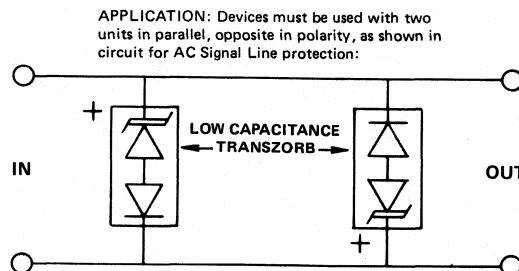 APPLICATION: Devices must be used with two
units in parallel, opposite in polarity, as shown in
circuit for AC Signal Line protection:
+
LOW CAPACITANCE
TRANSZORB
IN
OUT
+